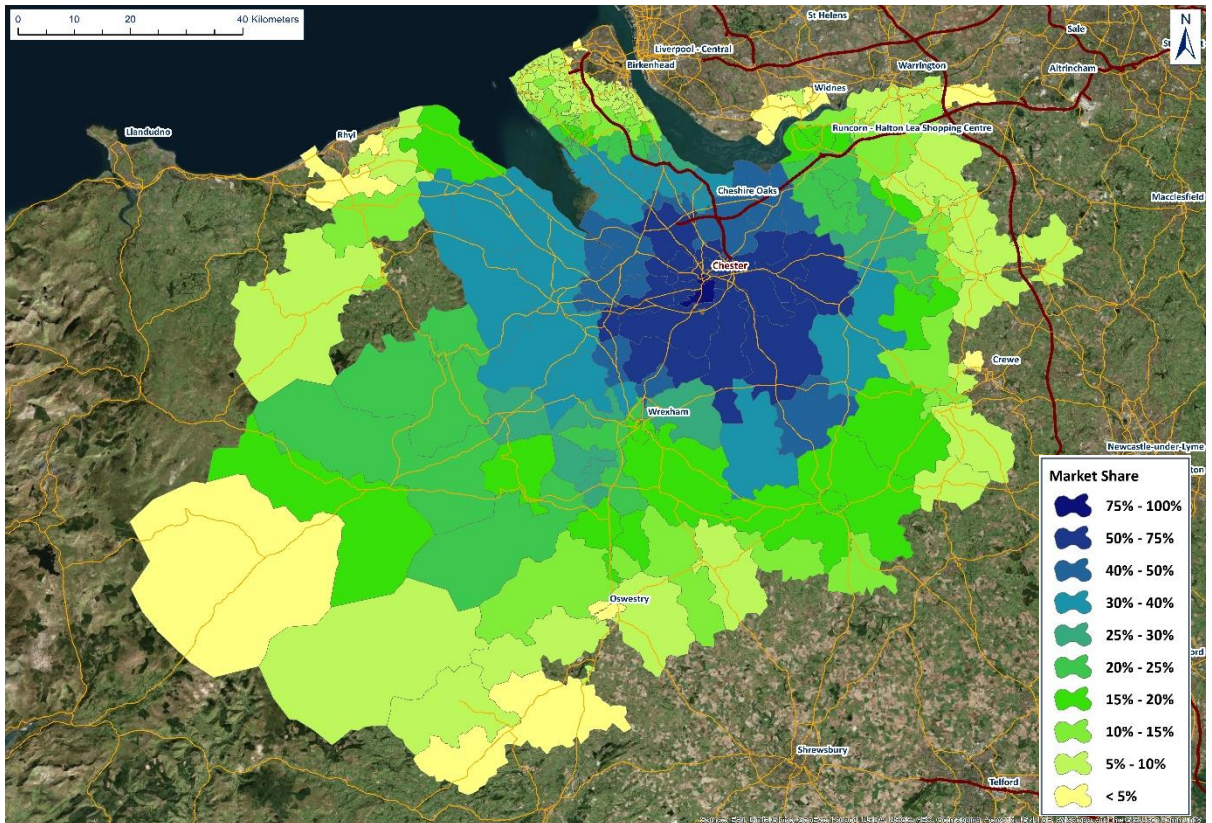 0 10 20 40 Kilometers
N
St Helens
Sale
Liverpool - Central
Birkenhead
Warrington
Altrincham
Widnes
Llandudno
Rhyl
Runcorn - Halton Lea Shopping Centre
Cheshire Oaks
Macclesfield
Chester
Crewe
Wrexham
Newcastle-under-Lyme
Oswestry
Shrewsbury
Telford
Market Share
75% - 100%
50% - 75%
40% - 50%
30% - 40%
25% - 30%
20% - 25%
15% - 20%
10% - 15%
5% - 10%
< 5%